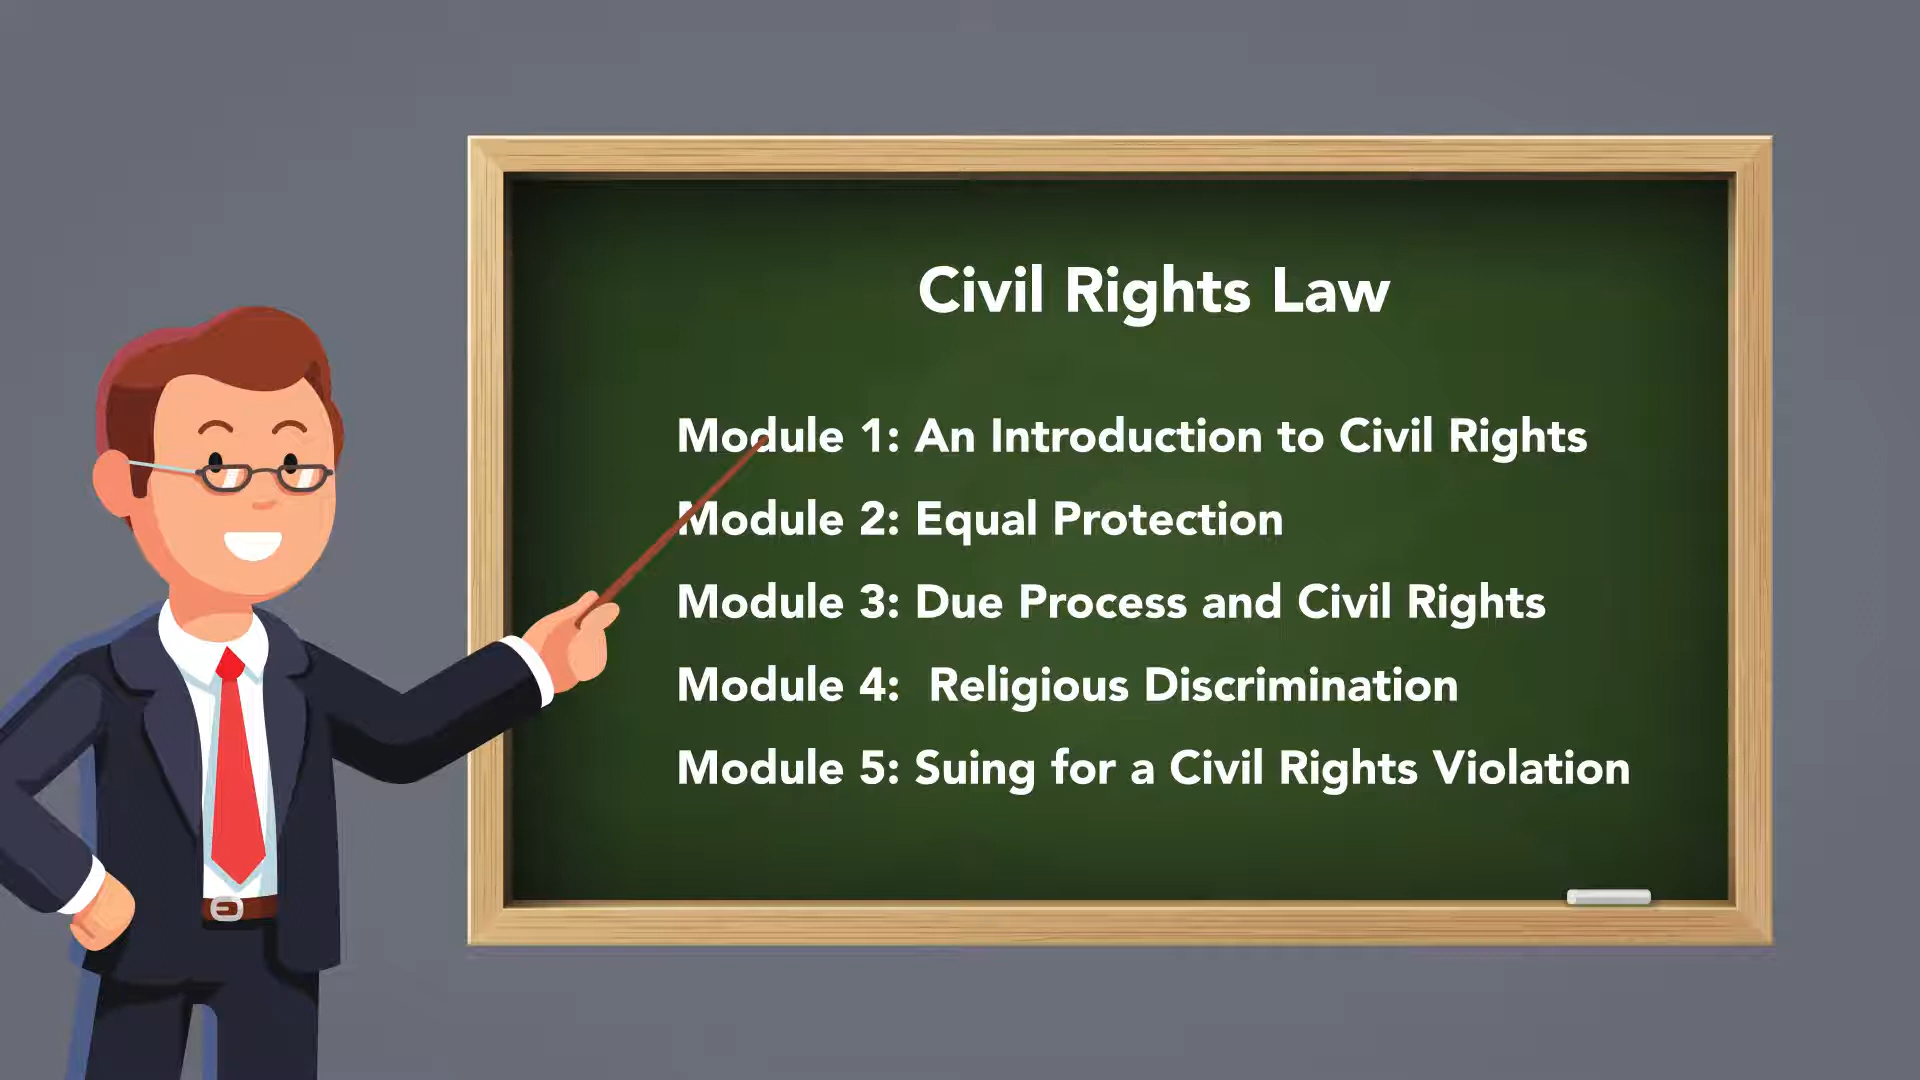 Civil Rights Law
Module 1: An Introduction to Civil Rights
Module 2: Equal Protection
Module 3: Due Process and Civil Rights
Module 4:  Religious Discrimination
Module 5: Suing for a Civil Rights Violation